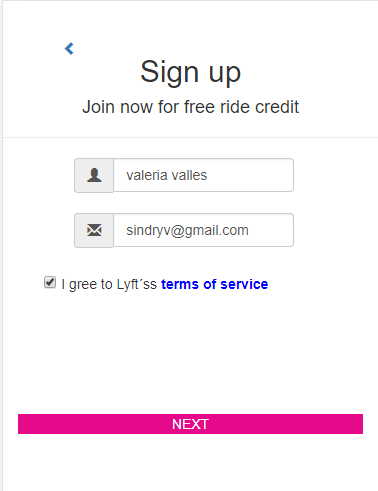 Sign up
Join now for free ride credit
valeria valles
sindryv@gmail.com
I gree to Lyft´ss terms of service
NEXT